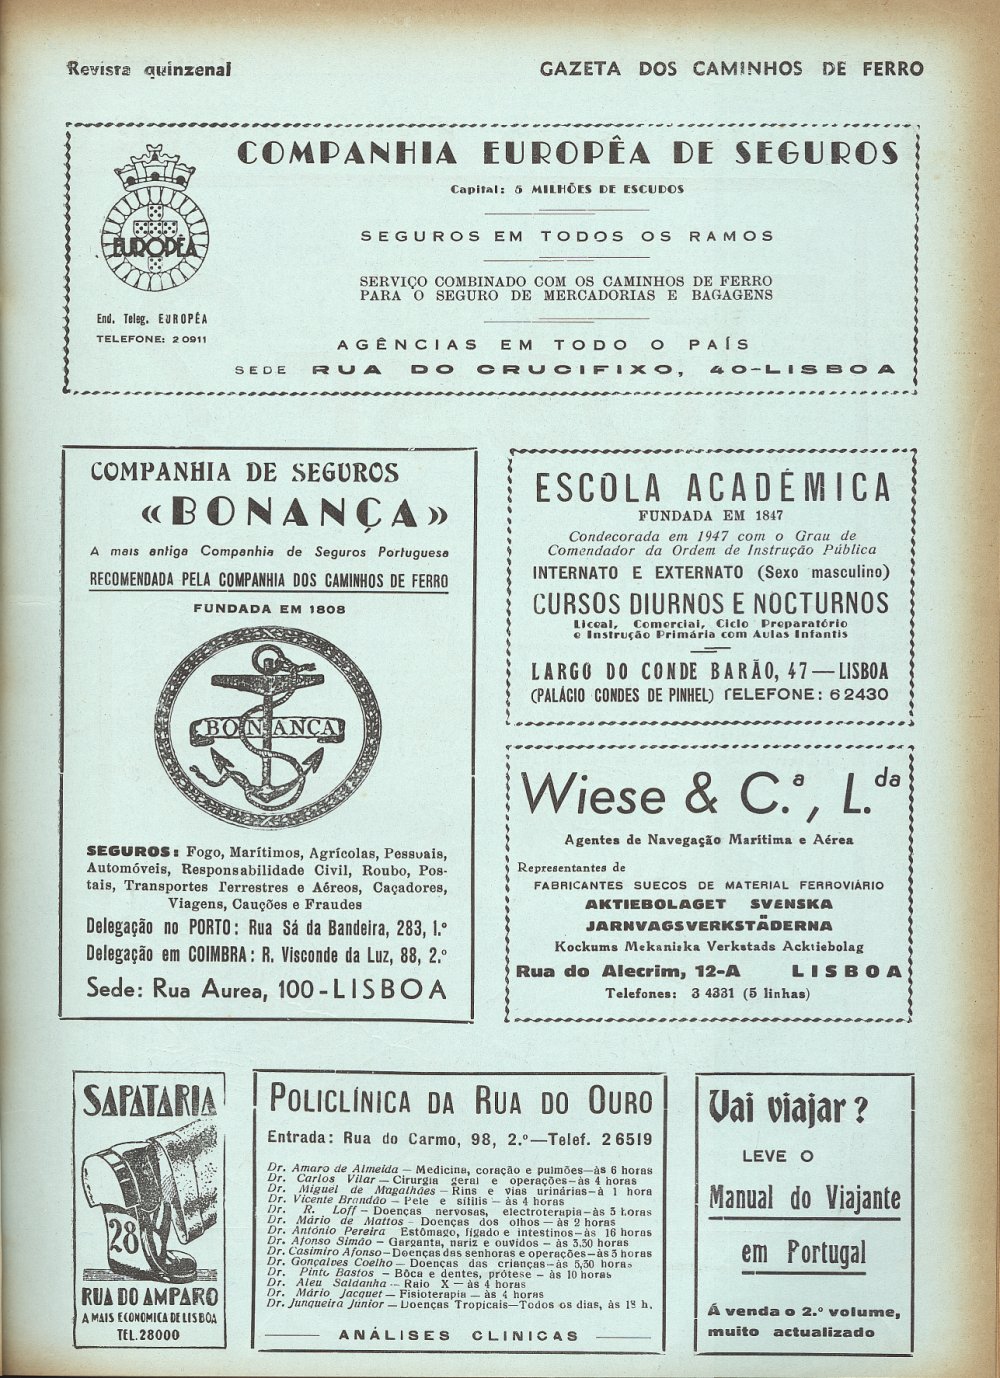 Revista quinzenal
GAZETA DOS CAMINHOS DE FERRO
COMPANHIA EUROPÊA DE SEGUROS
Capital: 5 MILHÕES DE ESCUDOS
SEGUROS EM TODOS OS RAMOS
SERVIÇO COMBINADO COM OS CAMINHOS DE FERRO
PARA O SEGURO DE MERCADORIAS E BAGAGENS
EUROPÊA
End. Teleg. EUROPÊA
TELEFONE: 2 0911
AGÊNCIAS EM TODO O PAÍS
SEDE RUA DO CRUCIFIXO, 40-LISBOA
COMPANHIA DE SEGUROS
«BONANÇA»
A mais antiga Companhia de Seguros Portuguesa
RECOMENDADA PELA COMPANHIA DOS CAMINHOS DE FERRO
FUNDADA EM 1808
BONANÇA
SEGUROS: Fogo, Marítimos, Agrícolas, Pessoais,
Automóveis, Responsabilidade Civil, Roubo, Pos-
tais, Transportes Terrestres e Aéreos, Caçadores,
Viagens, Cauções e Fraudes
Delegação no PORTO: Rua Sá da Bandeira, 283, 1.º
Delegação em COIMBRA: R. Visconde da Luz, 88, 2.º
Sede: Rua Aurea, 100-LISBOA
ESCOLA ACADÉMICA
FUNDADA EM 1847
Condecorada em 1947 com o Grau de
Comendador da Ordem de Instrução Pública
INTERNATO E EXTERNATO (Sexo masculino)
CURSOS DIURNOS E NOCTURNOS
Liceal, Comercial, Ciclo Preparatório
e Instrução Primária com Aulas Infantis
LARGO DO CONDE BARÃO, 47—LISBOA
(PALÁCIO CONDES DE PINHEL) TELEFONE: 6 2430
Wiese & C.ª, L.da
Agentes de Navegação Marítima e Aérea
Representantes de
FABRICANTES SUECOS DE MATERIAL FERROVIÁRIO
AKTIEBOLAGET SVENSKA
JARNVAGSVERKSTÄDERNA
Kockums Mekaniska Verkstads Acktiebolag
Rua do Alecrim, 12-A LISBOA
Telefones: 3 4331 (5 linhas)
SAPATARIA
28
RUA DO AMPARO
A MAIS ECONOMICA DE LISBOA
TEL. 28000
POLICLÍNICA DA RUA DO OURO
Entrada: Rua do Carmo, 98, 2.º—Telef. 2 6519
Dr. Amaro de Almeida — Medicina, coração e pulmões—às 6 horas
Dr. Carlos Vilar — Cirurgia geral e operações—às 4 horas
Dr. Miguel de Magalhães — Rins e vias urinárias—à 1 hora
Dr. Vicente Brandão — Pele e sífilis — às 4 horas
Dr. R. Loff — Doenças nervosas, electroterapia—às 3 horas
Dr. Mário de Mattos - Doenças dos olhos — às 2 horas
Dr. António Pereira Estômago, fígado e intestinos—às 16 horas
Dr. Afonso Simão — Garganta, nariz e ouvidos — às 3.30 horas
Dr. Casimiro Afonso—Doenças das senhoras e operações—às 3 horas
Dr. Gonçalves Coelho — Doenças das crianças—às 5,30 horas
Dr. Pinto Bastos — Bôca e dentes, prótese — às 10 horas
Dr. Aleu Saldanha — Raio X — às 4 horas
Dr. Mário Jacquet — Fisioterapia — às 4 horas
Dr. Junqueira Júnior—Doenças Tropicais—Todos os dias, às h.
ANÁLISES CLINICAS
Vai viajar?
LEVE O
Manual do Viajante
em Portugal
Á venda o 2.º volume,
muito actualizado